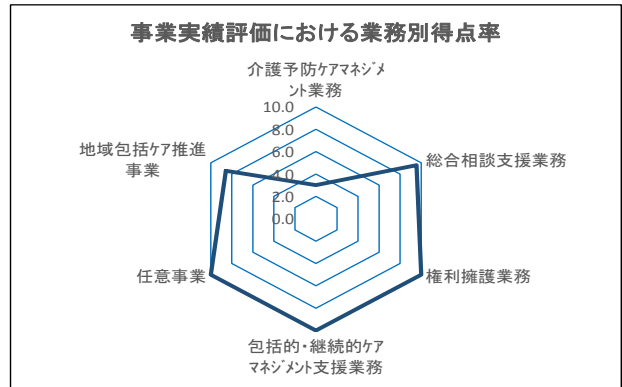 事業実績評価における業務別得点率
介護予防ケアマネジメ
ント業務
10.0
8.0
6.0
4.0
2.0
0.0
総合相談支援業務
権利擁護業務
包括的・継続的ケア
マネジメント支援業務
任意事業
地域包括ケア推進
事業